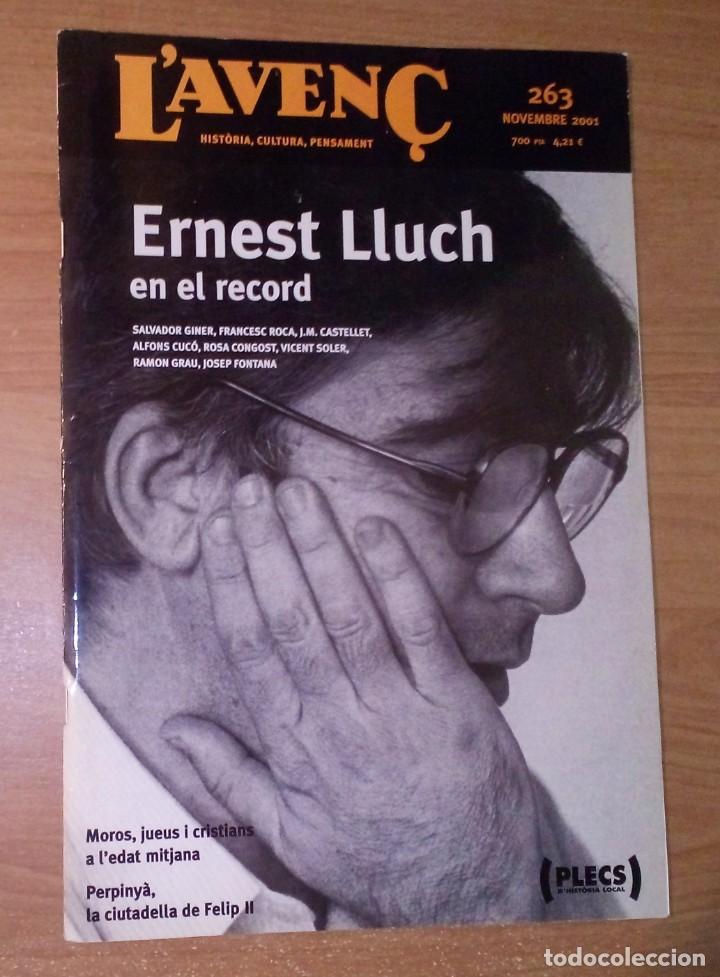 L'AVENÇ
HISTÒRIA, CULTURA, PENSAMENT
263
NOVEMBRE 2001
700 PTA 4,21 €
Ernest Lluch
en el record
SALVADOR GINER, FRANCESC ROCA, J.M. CASTELLET,
ALFONS CUCÓ, ROSA CONGOST, VICENT SOLER,
RAMON GRAU, JOSEP FONTANA
Moros, jueus i cristians
a l'edat mitjana
Perpinyà,
la ciutadella de Felip II
(PLECS)
D'HISTÒRIA LOCAL
todocoleccion